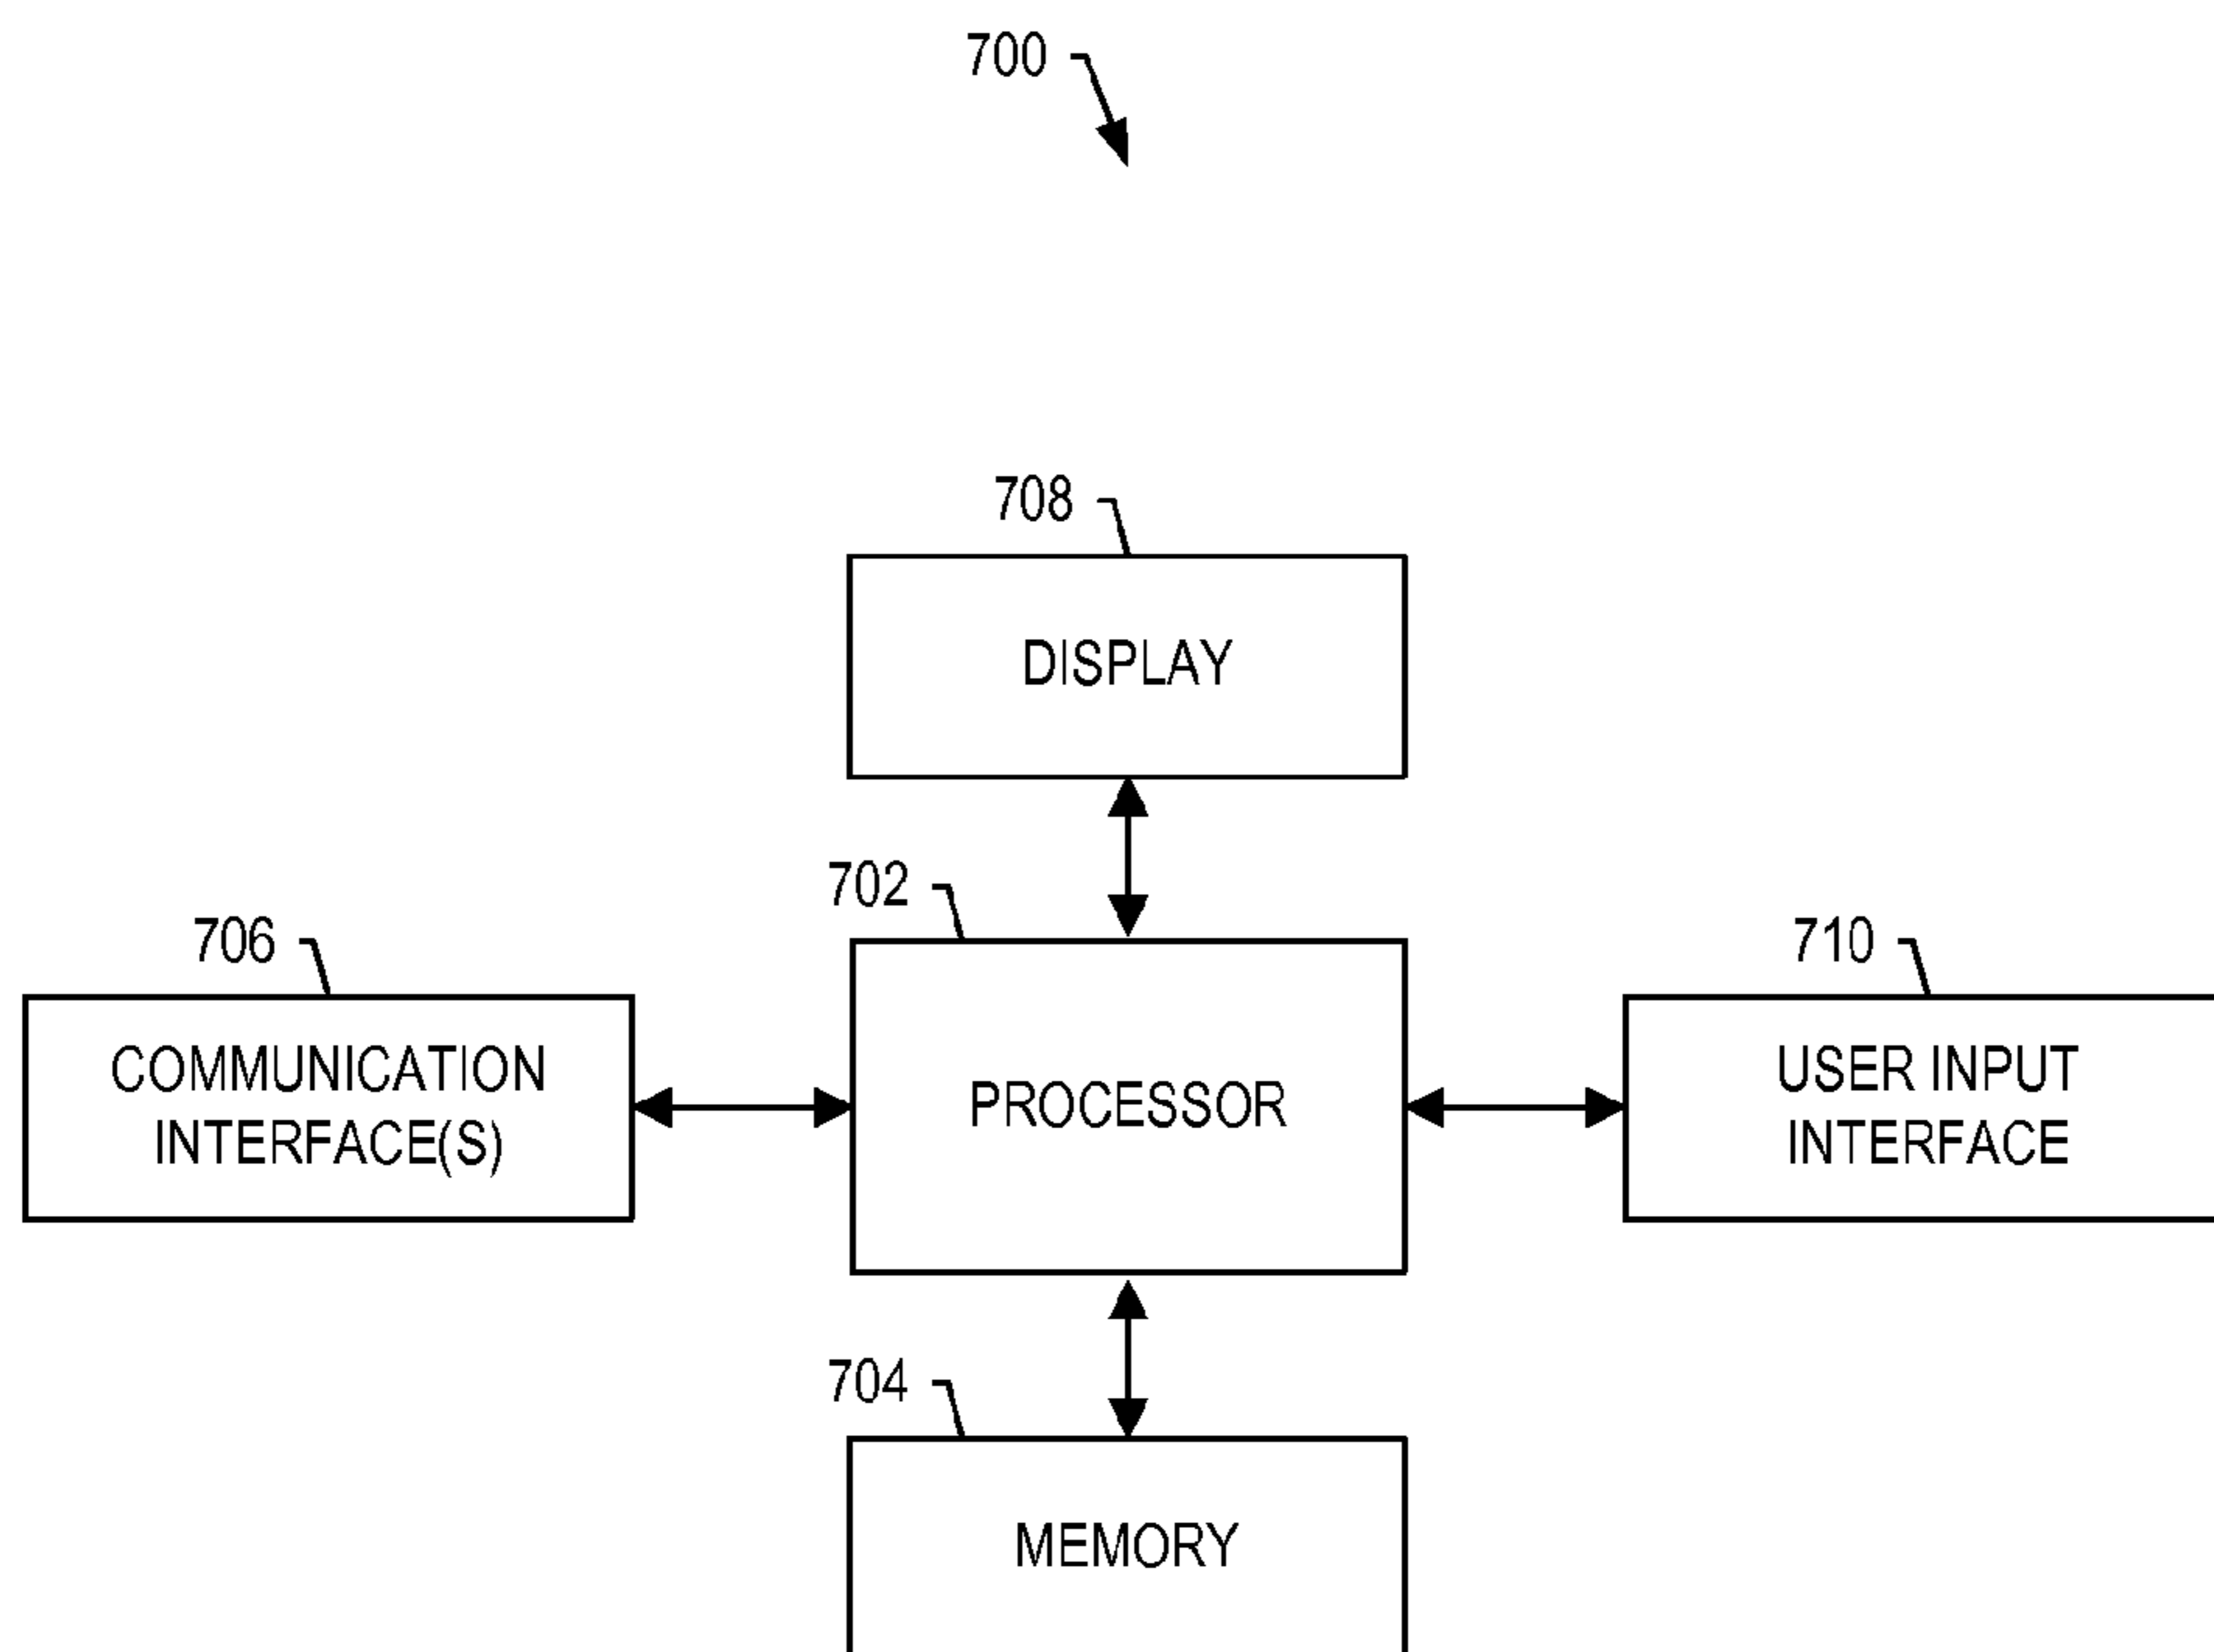 700
708
DISPLAY
702
706
710
COMMUNICATION
INTERFACE(S)
PROCESSOR
USER INPUT
INTERFACE
704
MEMORY